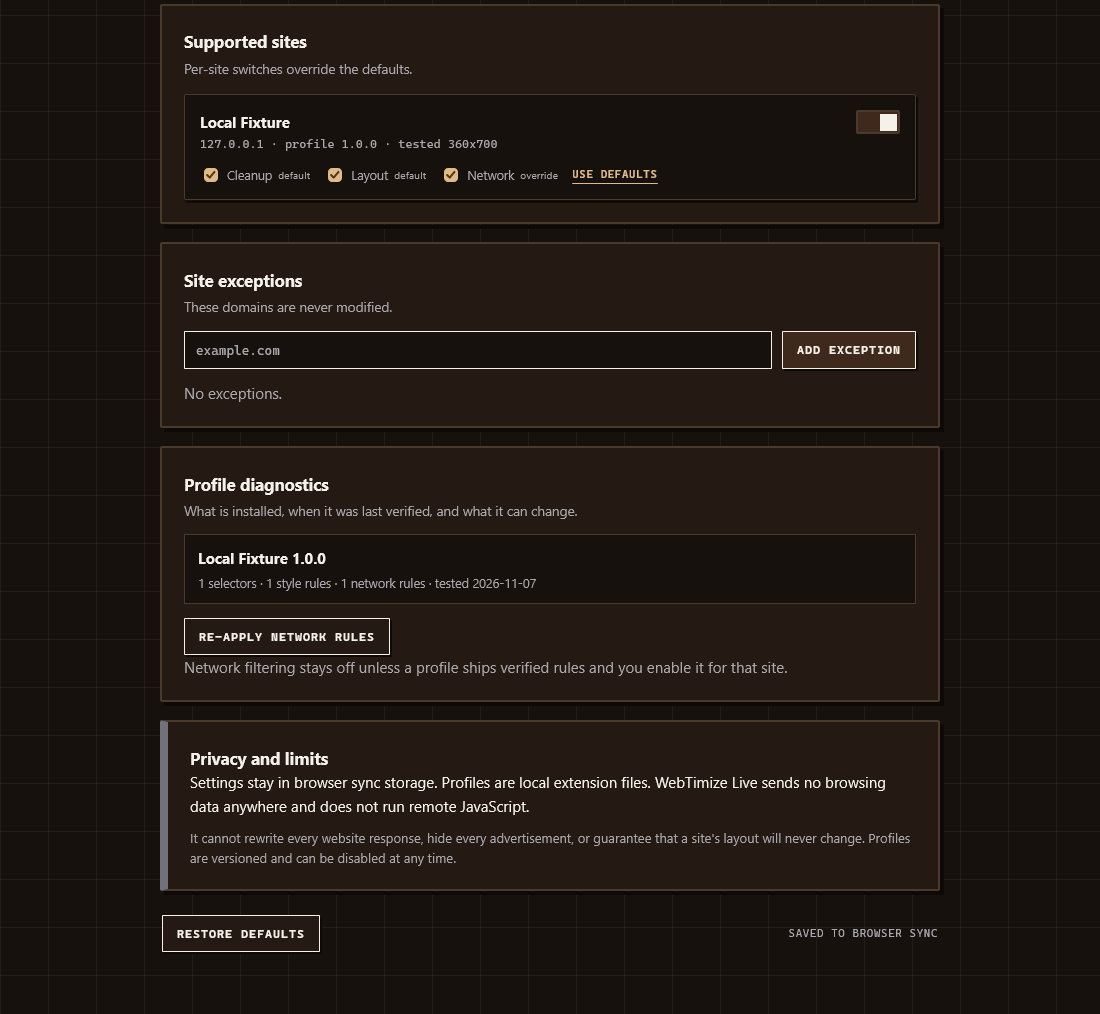 Supported sites
Per-site switches override the defaults.
Local Fixture
127.0.0.1 · profile 1.0.0 · tested 360x700
Cleanup default Layout default Network override USE DEFAULTS
Site exceptions
These domains are never modified.
example.com ADD EXCEPTION
No exceptions.
Profile diagnostics
What is installed, when it was last verified, and what it can change.
Local Fixture 1.0.0
1 selectors · 1 style rules · 1 network rules · tested 2026-11-07
RE-APPLY NETWORK RULES
Network filtering stays off unless a profile ships verified rules and you enable it for that site.
Privacy and limits
Settings stay in browser sync storage. Profiles are local extension files. WebTimize Live sends no browsing
data anywhere and does not run remote JavaScript.
It cannot rewrite every website response, hide every advertisement, or guarantee that a site's layout will never change. Profiles
are versioned and can be disabled at any time.
RESTORE DEFAULTS SAVED TO BROWSER SYNC